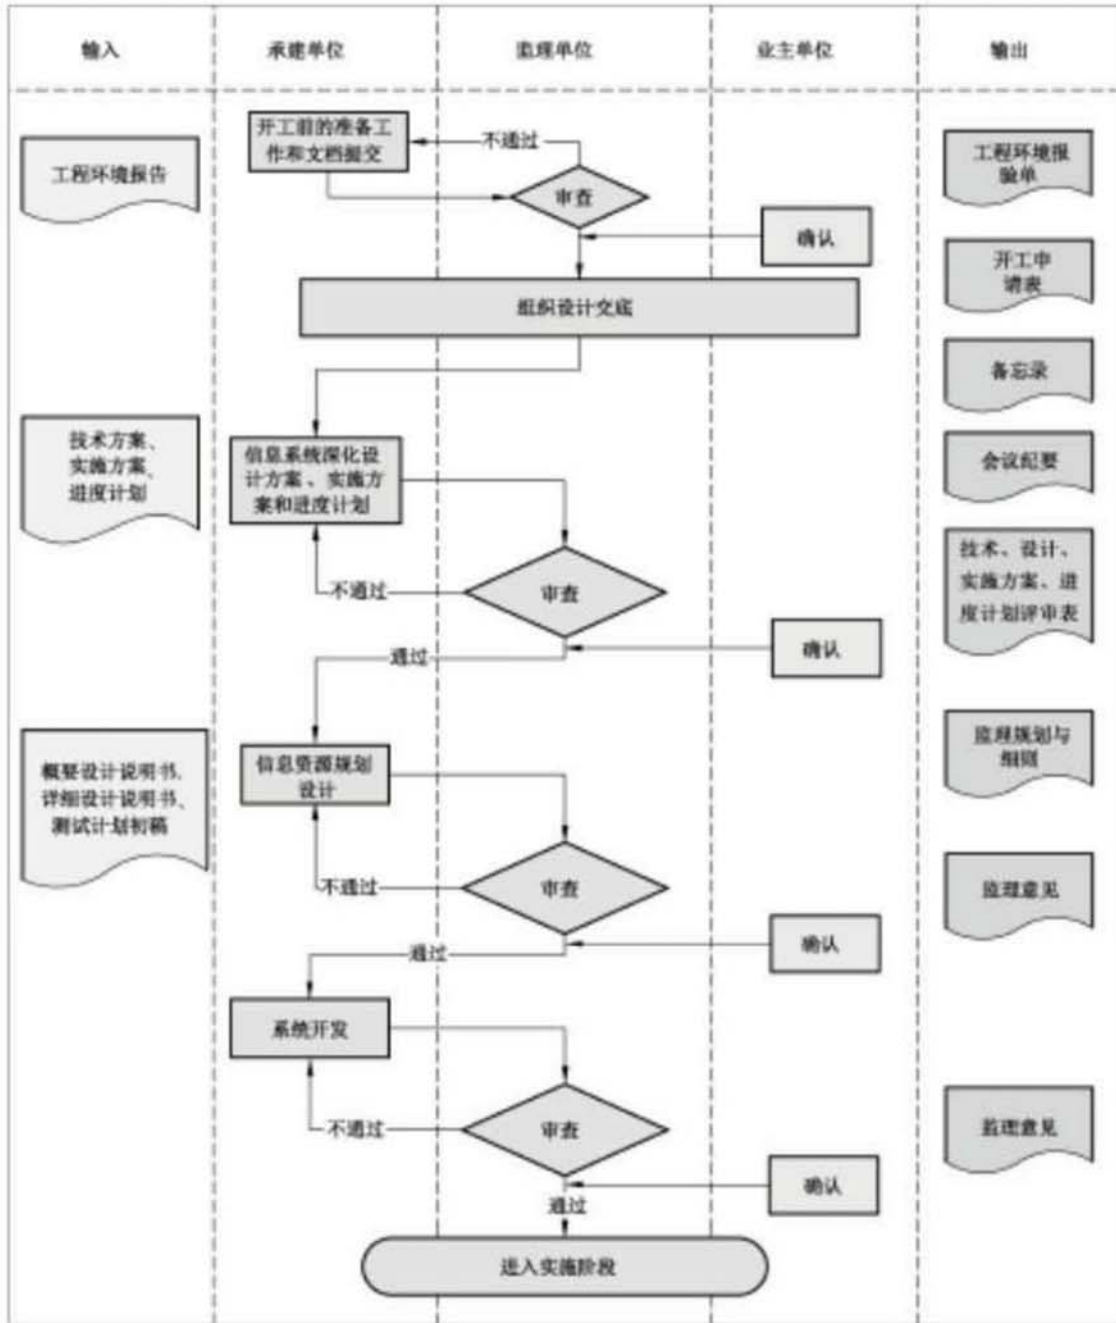 输入
承建单位
监理单位
业主单位
输出
开工前的准备工
作和文档提交
不通过
工程环境报告
审查
工程环境报
验单
确认
开工申
请表
组织设计交底
备忘录
技术方案、
实施方案、
进度计划
信息系统深化设
计方案、实施方
案和进度计划
会议纪要
不通过
审查
技术、设计、
实施方案、进
度计划评审表
通过
确认
概要设计说明书、
详细设计说明书、
测试计划初稿
信息资源规划
设计
监理规划与
细则
不通过
审查
监理意见
通过
确认
系统开发
不通过
审查
监理意见
确认
通过
进入实施阶段